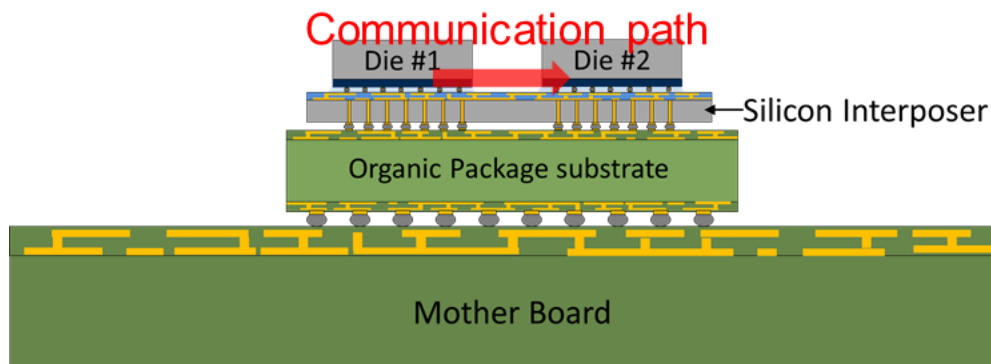 Communication path
Die #1
Die #2
Silicon Interposer
Organic Package substrate
Mother Board